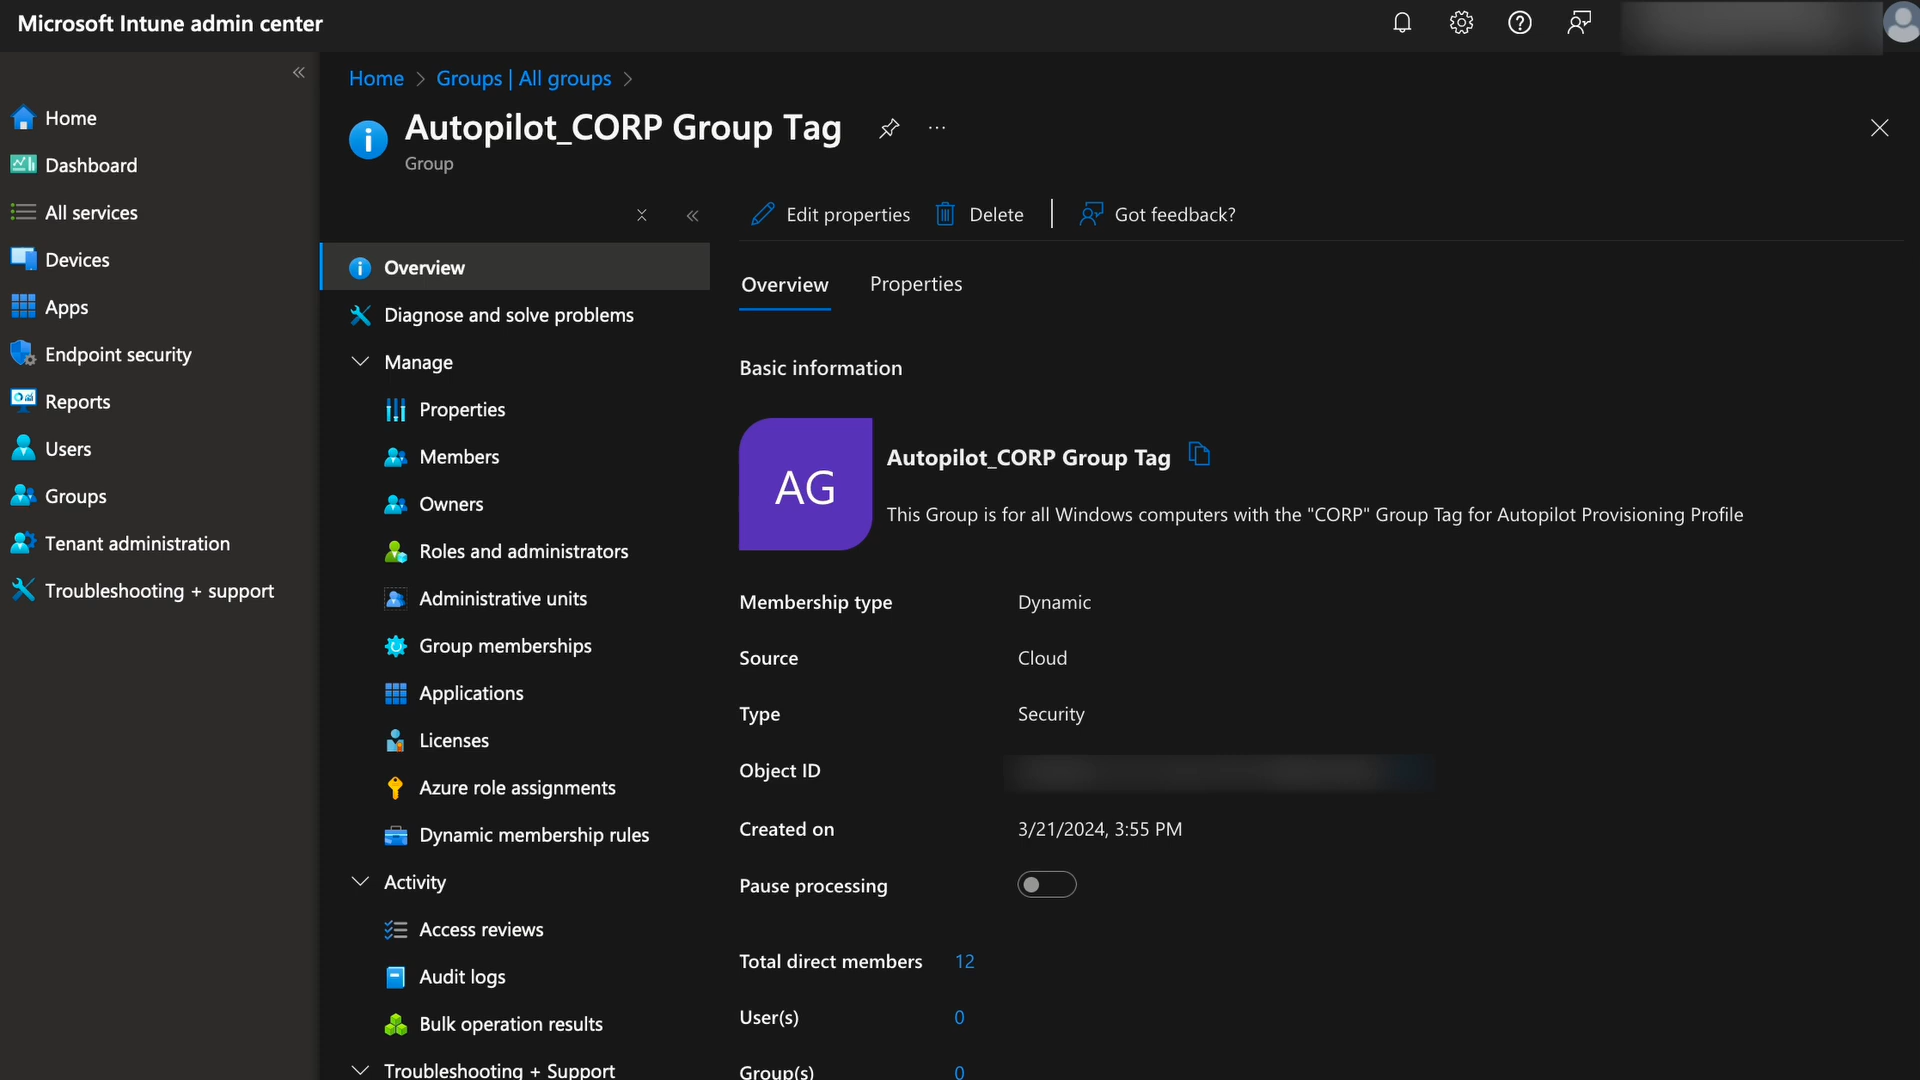 Microsoft Intune admin center
Home
Dashboard
All services
Devices
Apps
Endpoint security
Reports
Users
Groups
Tenant administration
Troubleshooting + support
Home > Groups | All groups >
Autopilot_CORP Group Tag
Group
Overview
Diagnose and solve problems
Manage
Properties
Members
Owners
Roles and administrators
Administrative units
Group memberships
Applications
Licenses
Azure role assignments
Dynamic membership rules
Activity
Access reviews
Audit logs
Bulk operation results
Troubleshooting + Support
Edit properties Delete | Got feedback?
Overview Properties
Basic information
AG
Autopilot_CORP Group Tag
This Group is for all Windows computers with the "CORP" Group Tag for Autopilot Provisioning Profile
Membership type Dynamic
Source Cloud
Type Security
Object ID
Created on 3/21/2024, 3:55 PM
Pause processing
Total direct members 12
User(s) 0
Group(s) 0